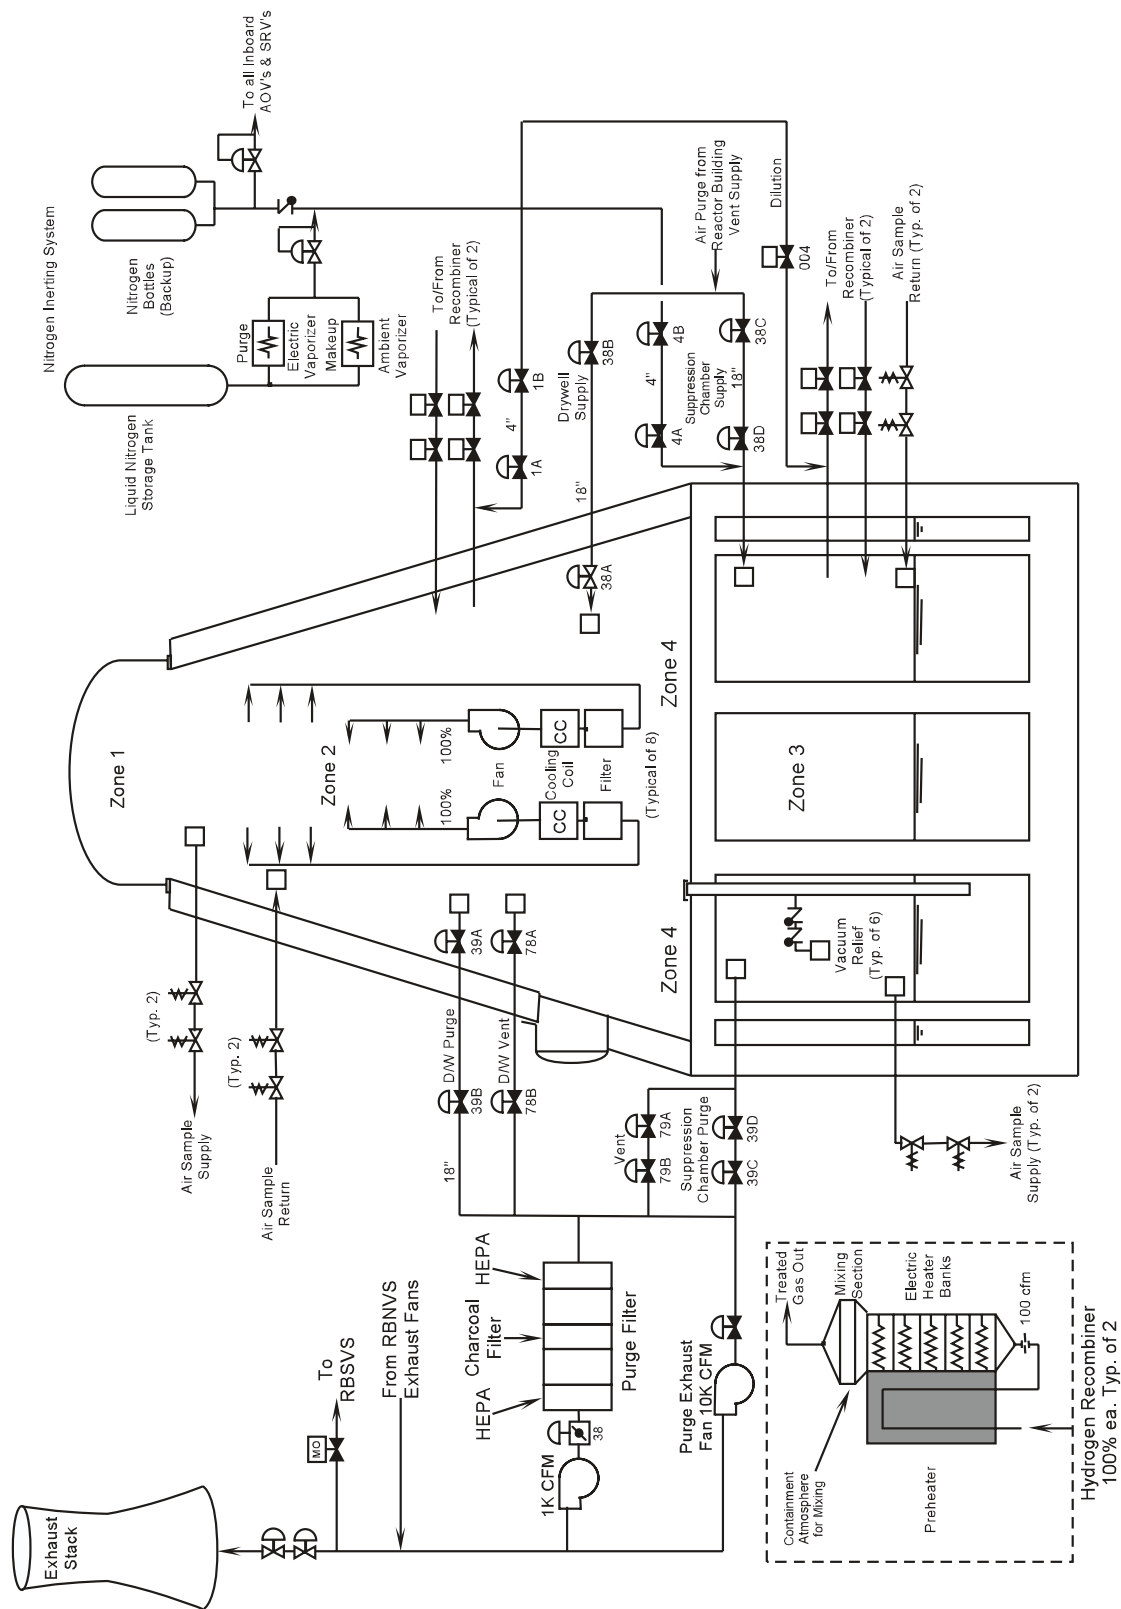 Nitrogen Inerting System
Liquid Nitrogen
Storage Tank
Nitrogen
Bottles
(Backup)
To all Inboard
AOV's & SRV's
Purge
Electric
Vaporizer
Makeup
Ambient
Vaporizer
To/From
Recombiner
(Typical of 2)
1B
4"
1A
Drywell
Supply
38B
18"
38A
4B
4"
4A
Suppression
Chamber
Supply
18"
38C
38D
Air Purge from
Reactor Building
Vent Supply
Dilution
004
To/From
Recombiner
(Typical of 2)
Air Sample
Return (Typ. of 2)
Zone 1
Zone 2
100%
100%
Fan
CC
CC
Cooling
Coil
Filter
(Typical of 8)
Zone 4
Zone 3
Zone 4
Vacuum
Relief
(Typ. of 6)
(Typ. 2)
Air Sample
Supply
(Typ. 2)
Air Sample
Return
39A
D/W Purge
39B
18"
78A
D/W Vent
78B
Vent
79A
79B
Suppression
Chamber Purge
39D
39C
Air Sample
Supply (Typ. of 2)
Exhaust
Stack
MO
To
RBSVS
From RBNVS
Exhaust Fans
HEPA
Charcoal
Filter
HEPA
Purge Filter
38
1K CFM
Purge Exhaust
Fan 10K CFM
Treated
Gas Out
Mixing
Section
Electric
Heater
Banks
100 cfm
Containment
Atmosphere
for Mixing
Preheater
Hydrogen Recombiner
100% ea. Typ. of 2